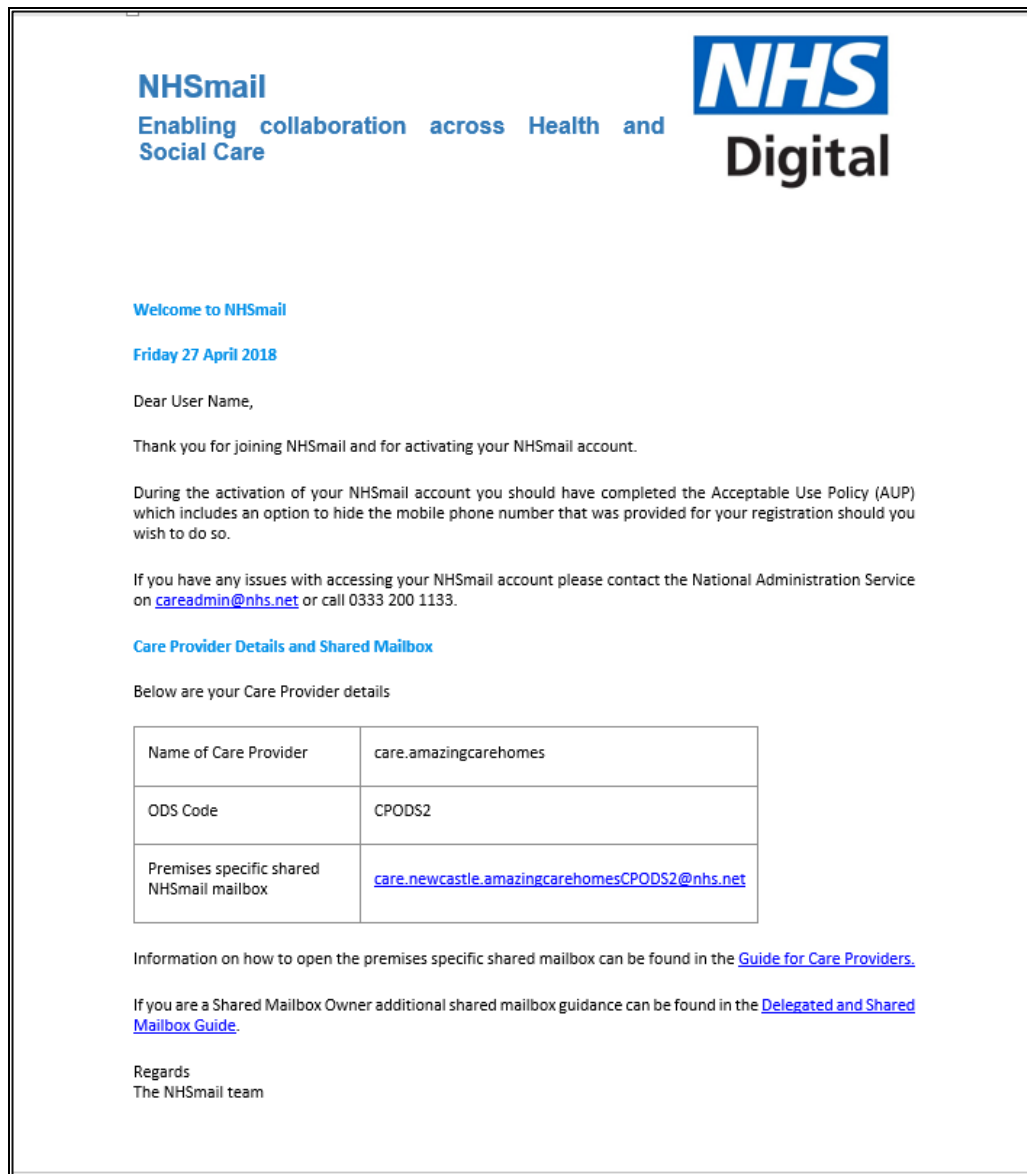 NHSmail
Enabling collaboration across Health and
Social Care
NHS
Digital
Welcome to NHSmail
Friday 27 April 2018
Dear User Name,
Thank you for joining NHSmail and for activating your NHSmail account.
During the activation of your NHSmail account you should have completed the Acceptable Use Policy (AUP)
which includes an option to hide the mobile phone number that was provided for your registration should you
wish to do so.
If you have any issues with accessing your NHSmail account please contact the National Administration Service
on careadmin@nhs.net or call 0333 200 1133.
Care Provider Details and Shared Mailbox
Below are your Care Provider details
Name of Care Provider care.amazingcarehomes
ODS Code CPODS2
Premises specific shared
NHSmail mailbox
care.newcastle.amazingcarehomesCPODS2@nhs.net
Information on how to open the premises specific shared mailbox can be found in the Guide for Care Providers.
If you are a Shared Mailbox Owner additional shared mailbox guidance can be found in the Delegated and Shared
Mailbox Guide.
Regards
The NHSmail team